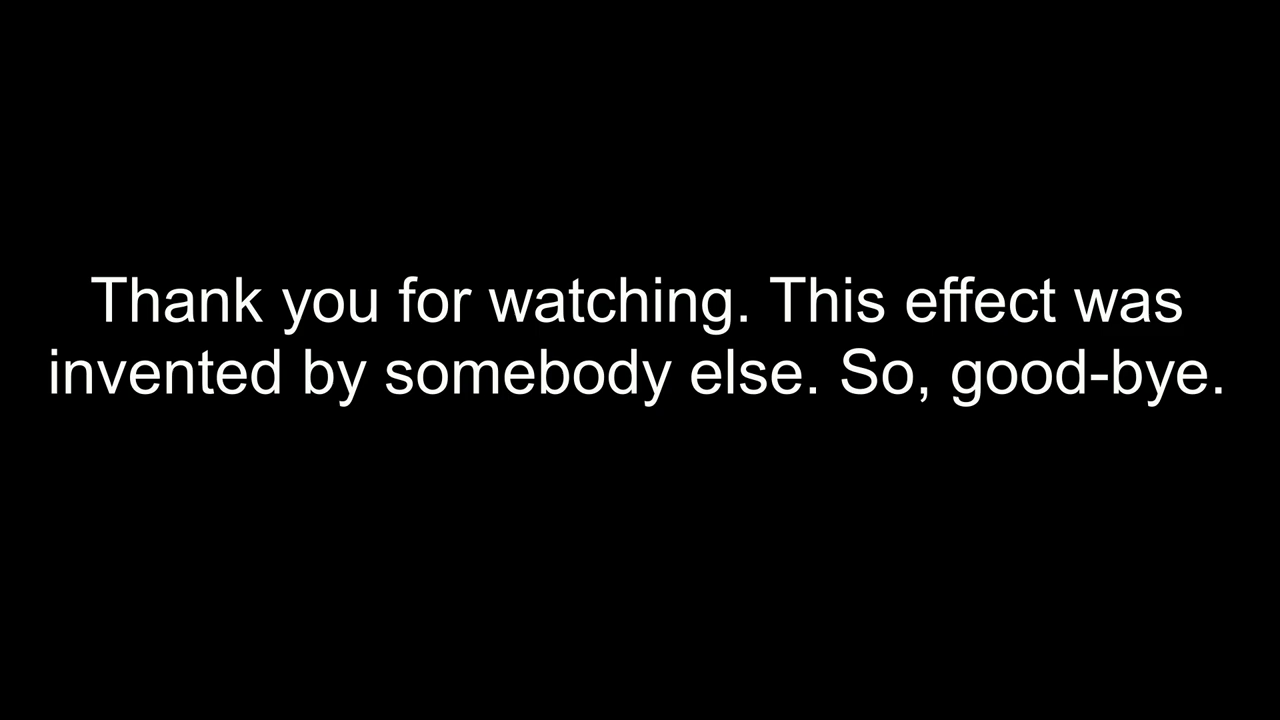 Thank you for watching. This effect was
invented by somebody else. So, good-bye.